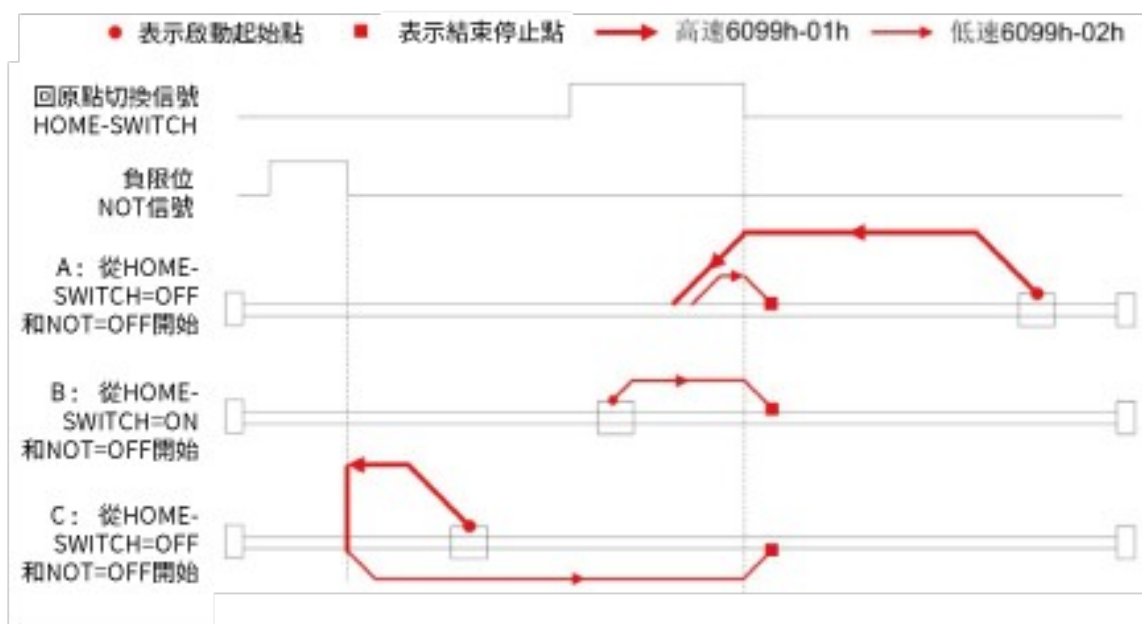 表示啟動起始點 表示結束停止點 高速6099h-01h 低速6099h-02h
回原點切換信號
HOME-SWITCH
負限位
NOT信號
A：從HOME-
SWITCH=OFF
和NOT=OFF開始
B：從HOME-
SWITCH=ON
和NOT=OFF開始
C：從HOME-
SWITCH=OFF
和NOT=OFF開始